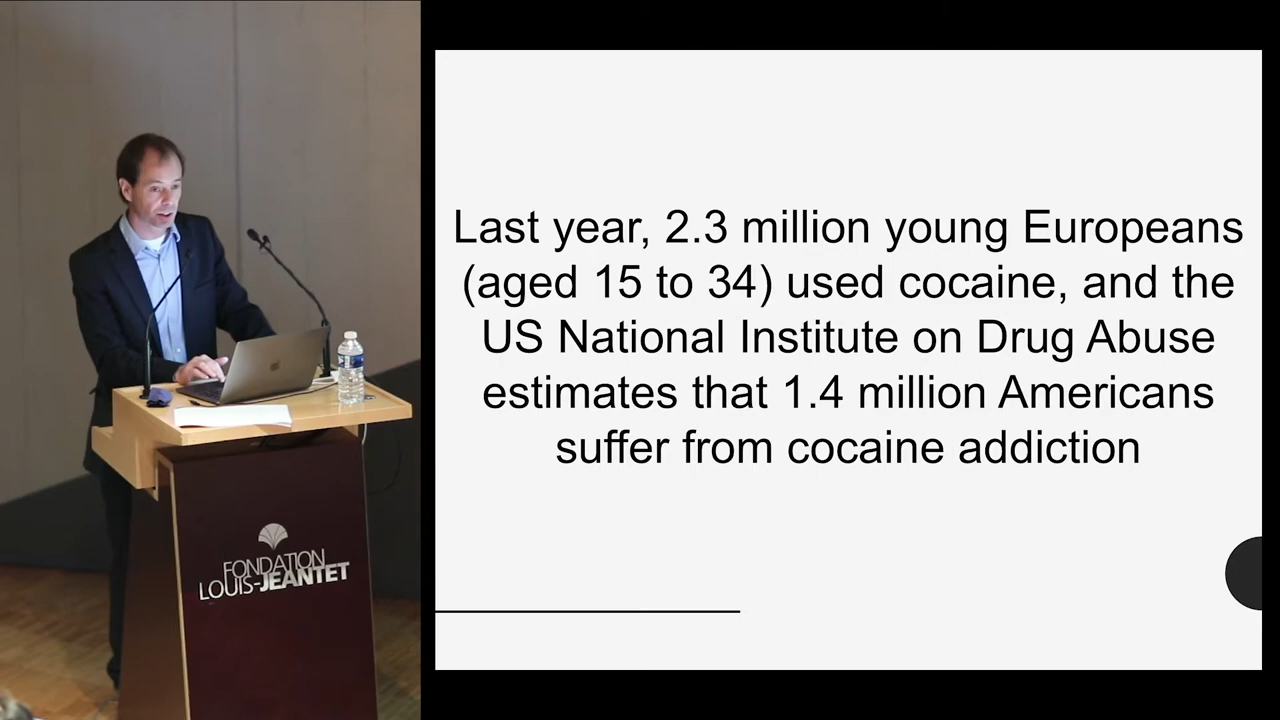 Last year, 2.3 million young Europeans
(aged 15 to 34) used cocaine, and the
US National Institute on Drug Abuse
estimates that 1.4 million Americans
suffer from cocaine addiction
FONDATION
LOUIS-JEANTET